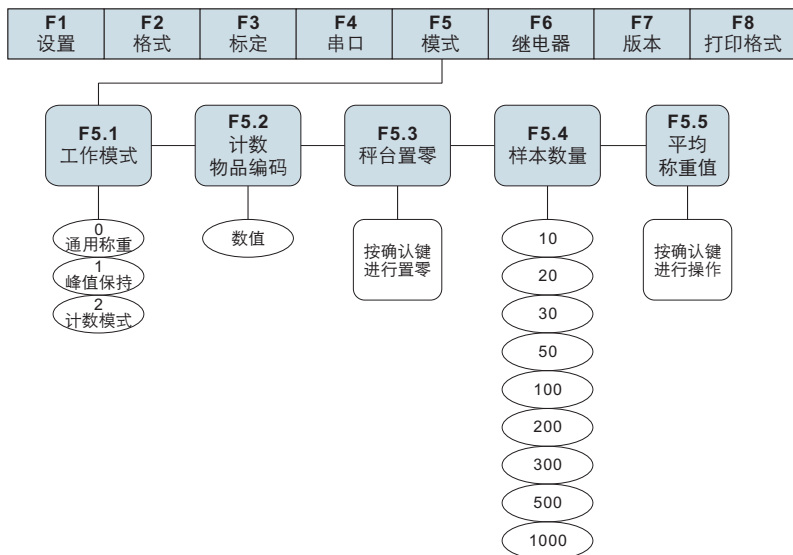 F1 F2 F3 F4 F5 F6 F7 F8
设置 格式 标定 串口 模式 继电器 版本 打印格式
F5.1
工作模式
F5.2
计数
物品编码
F5.3
秤台置零
F5.4
样本数量
F5.5
平均
称重值
0
通用称重
1
峰值保持
2
计数模式
数值
按确认键
进行置零
10
20
30
50
100
200
300
500
1000
按确认键
进行操作